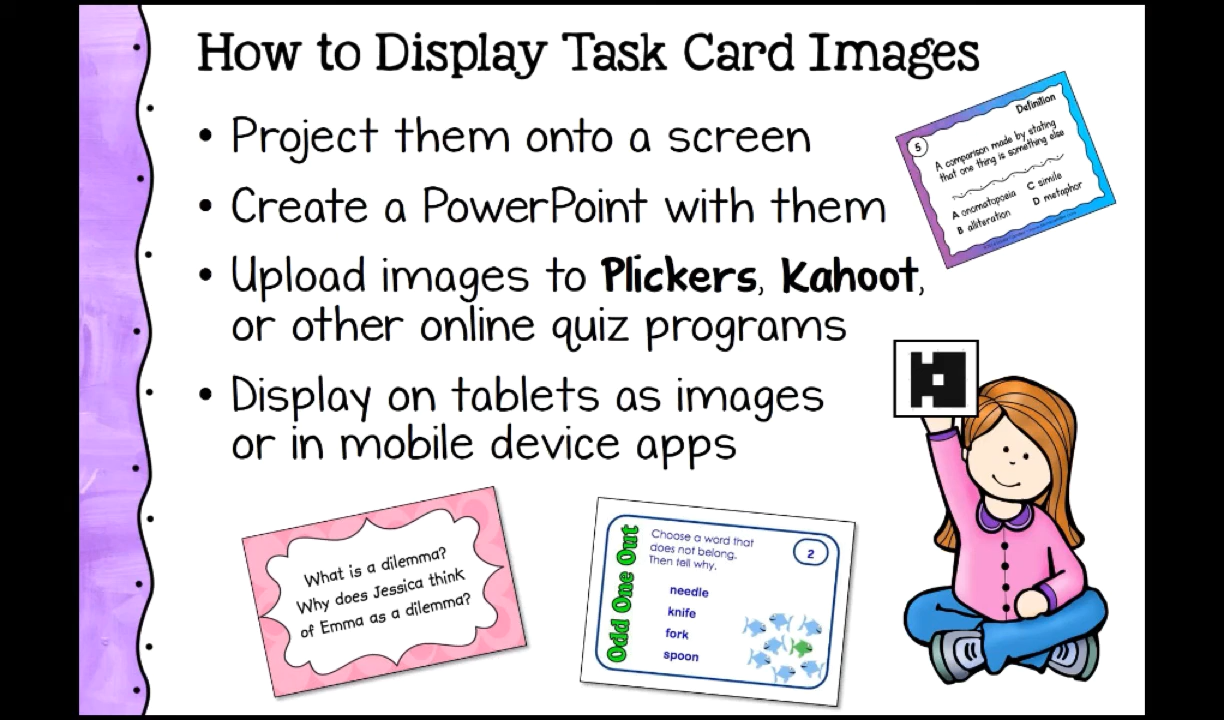 How to Display Task Card Images
• Project them onto a screen
• Create a PowerPoint with them
• Upload images to Plickers, Kahoot,
or other online quiz programs
• Display on tablets as images
or in mobile device apps
5
Definition
A comparison made by stating
that one thing is something else
A onomatopoeia C simile
B alliteration D metaphor
What is a dilemma?
Why does Jessica think
of Emma as a dilemma?
Odd One Out
Choose a word that
does not belong.
Then tell why.
2
needle
knife
fork
spoon